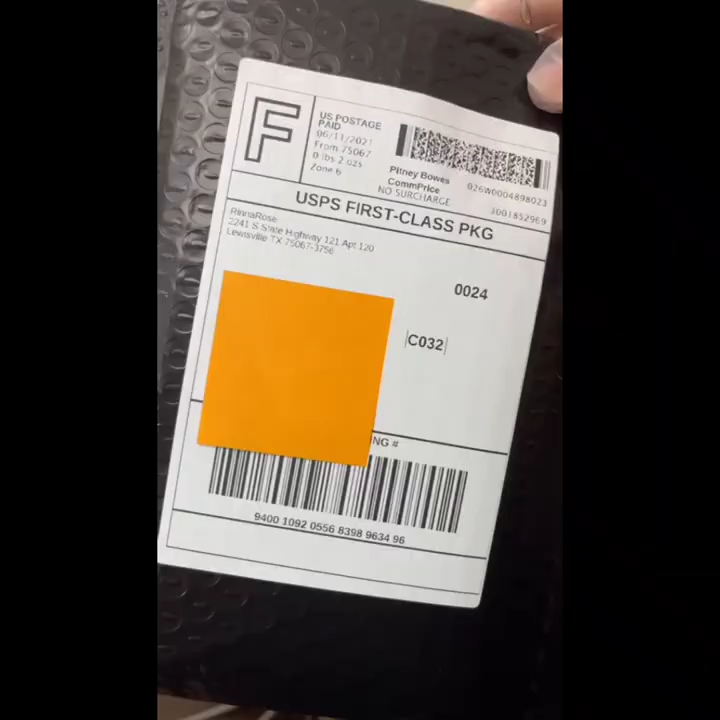 F
US POSTAGE
PAID
06/11/2021
From 75067
0 lbs 2 ozs
Zone 6
Pitney Bowes
CommPrice
NO SURCHARGE
026W0004898023
3001852969
USPS FIRST-CLASS PKG
RinnaRose
2241 S State Highway 121 Apt 120
Lewisville TX 75067-3756
0024
C032
ING #
9400 1092 0556 8398 9634 96